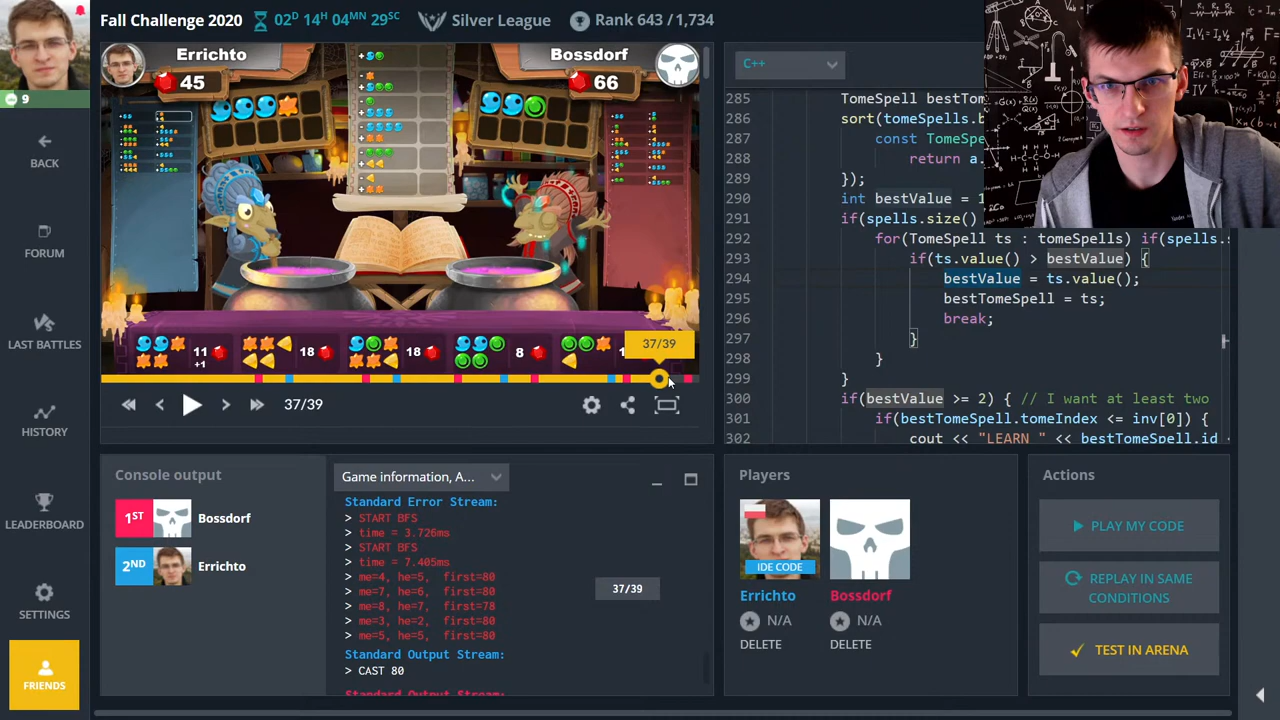 Fall Challenge 2020
02D 14H 04MN 29SC
Silver League
Rank 643 / 1,734
9
BACK
FORUM
LAST BATTLES
HISTORY
LEADERBOARD
SETTINGS
FRIENDS
Errichto
45
Bossdorf
66
11
+1
18
18
8
37/39
37/39
C++
285 TomeSpell bestTom
286 sort(tomeSpells.b
287 const TomeSpe
288 return a.
289 });
290 int bestValue = 1
291 if(spells.size()
292 for(TomeSpell ts : tomeSpells) if(spells.s
293 if(ts.value() > bestValue) {
294 bestValue = ts.value();
295 bestTomeSpell = ts;
296 break;
297 }
298 }
299 }
300 if(bestValue >= 2) { // I want at least two
301 if(bestTomeSpell.tomeIndex <= inv[0]) {
302 cout << "LEARN " << bestTomeSpell.id
Console output
1ST Bossdorf
2ND Errichto
Game information, A...
Standard Error Stream:
> START BFS
> time = 3.726ms
> START BFS
> time = 7.405ms
> me=4, he=5, first=80
> me=7, he=6, first=80
> me=8, he=7, first=78
> me=3, he=2, first=80
> me=5, he=5, first=80
Standard Output Stream:
> CAST 80
37/39
Players
IDE CODE
Errichto
N/A
DELETE
Bossdorf
N/A
DELETE
Actions
PLAY MY CODE
REPLAY IN SAME
CONDITIONS
TEST IN ARENA